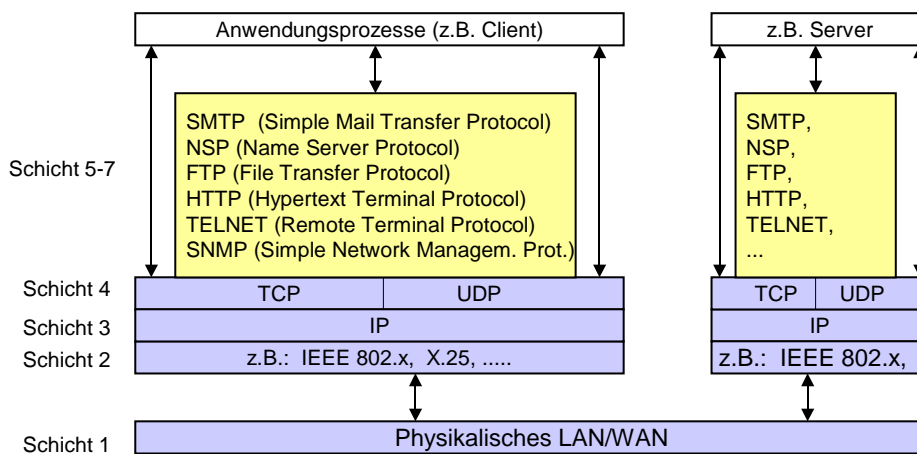 Anwendungsprozesse (z.B. Client)
z.B. Server
Schicht 5-7
SMTP (Simple Mail Transfer Protocol)
NSP (Name Server Protocol)
FTP (File Transfer Protocol)
HTTP (Hypertext Terminal Protocol)
TELNET (Remote Terminal Protocol)
SNMP (Simple Network Managem. Prot.)
SMTP,
NSP,
FTP,
HTTP,
TELNET,
...
Schicht 4
TCP
UDP
TCP
UDP
Schicht 3
IP
IP
Schicht 2
z.B.: IEEE 802.x, X.25, .....
z.B.: IEEE 802.x,
Schicht 1
Physikalisches LAN/WAN